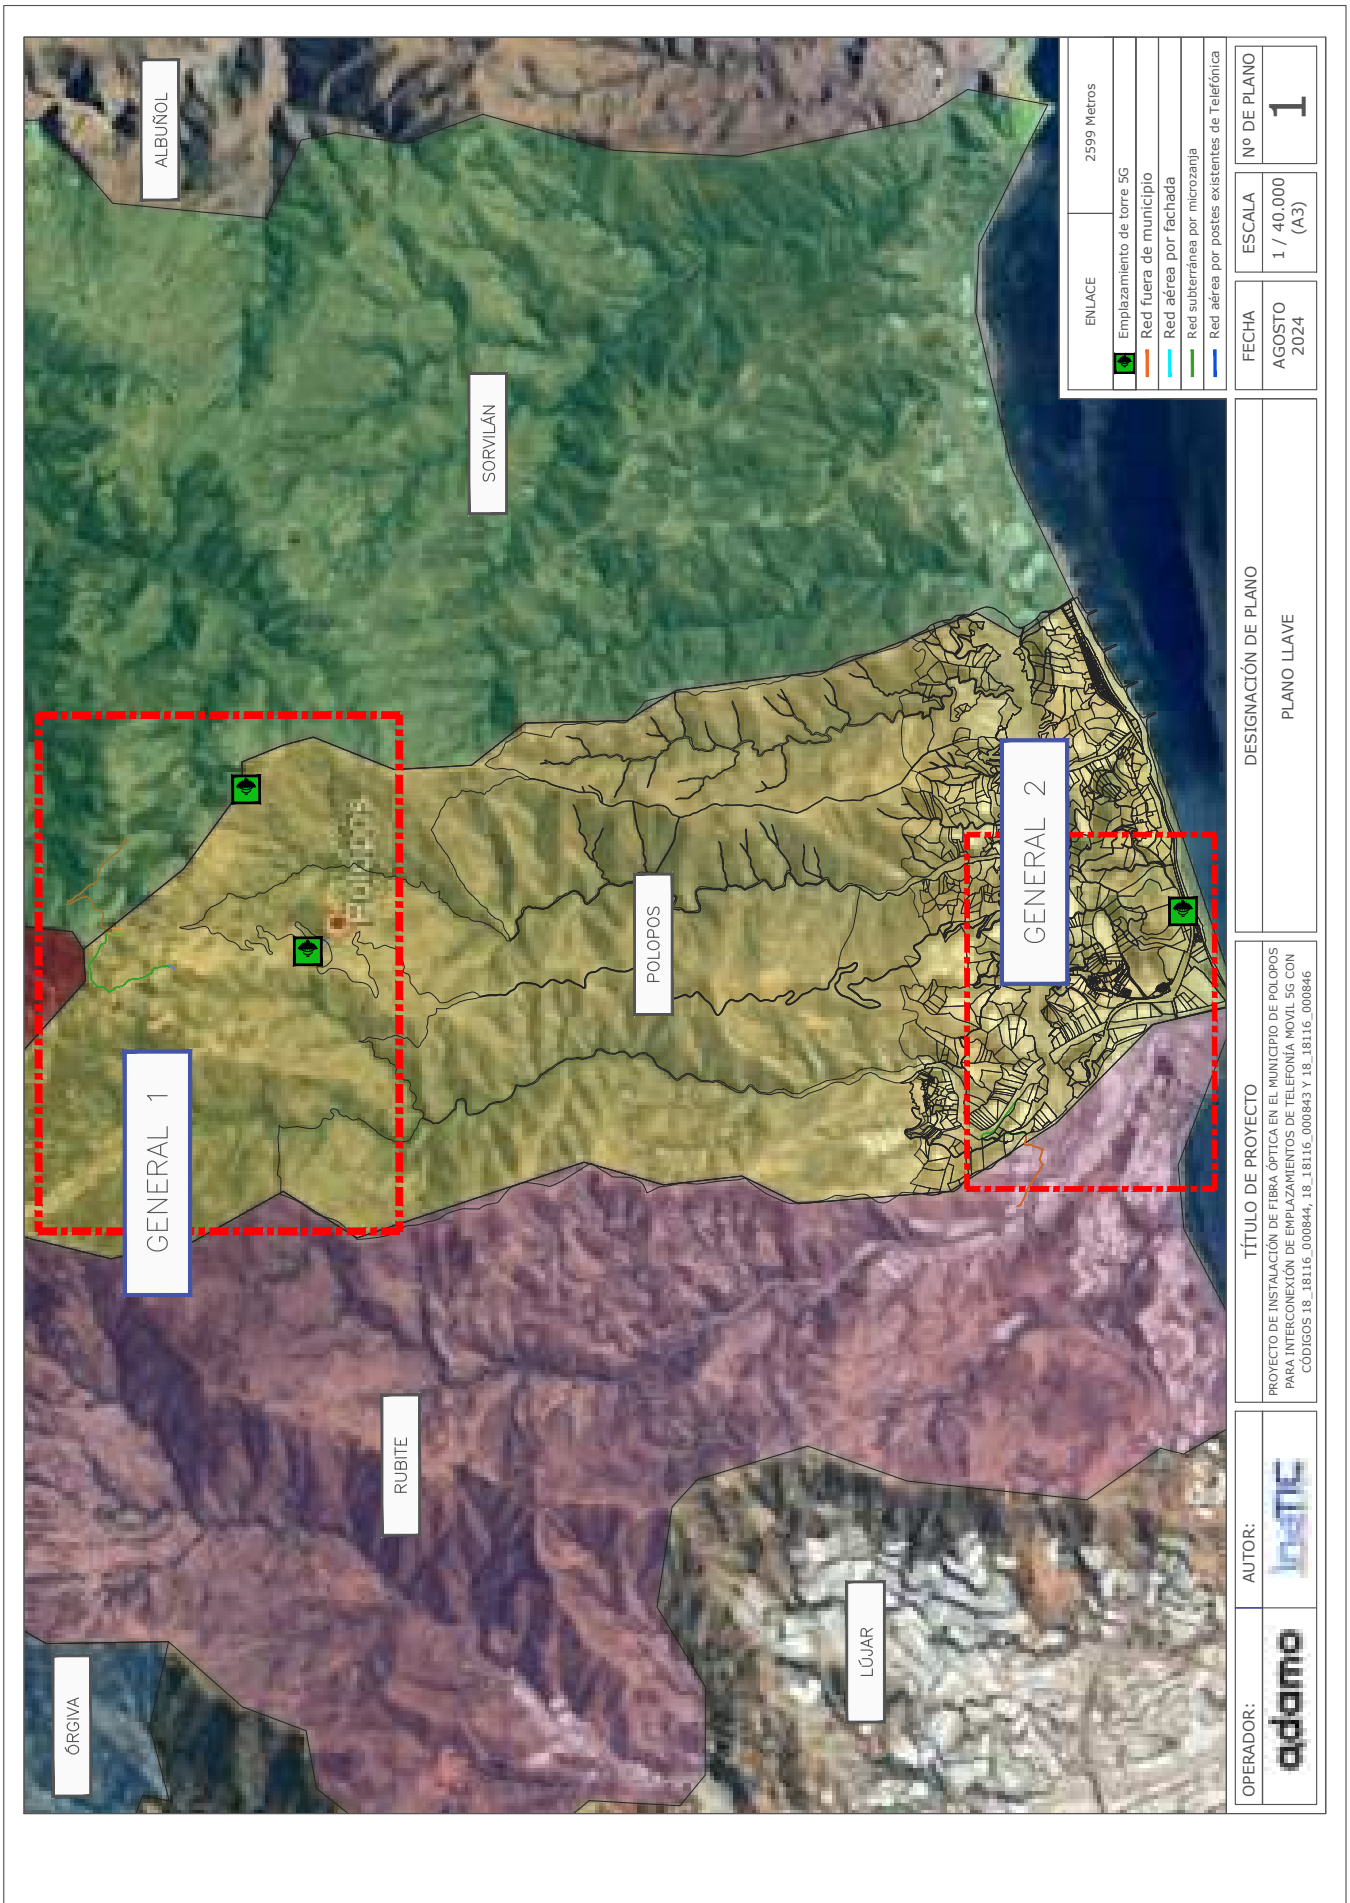 ÓRGIVA
RUBITE
LÚJAR
GENERAL 1
POLOPOS
Polopos
GENERAL 2
SORVILÁN
ALBUÑOL
ENLACE
2599 Metros
Emplazamiento de torre 5G
Red fuera de municipio
Red aérea por fachada
Red subterránea por microzanja
Red aérea por postes existentes de Telefónica
OPERADOR:
adamo
AUTOR:
TÍTULO DE PROYECTO
PROYECTO DE INSTALACIÓN DE FIBRA ÓPTICA EN EL MUNICIPIO DE POLOPOS
PARA INTERCONEXIÓN DE EMPLAZAMIENTOS DE TELEFONÍA MOVIL 5G CON
CÓDIGOS 18_18116_000844, 18_18116_000843 Y 18_18116_000846
DESIGNACIÓN DE PLANO
PLANO LLAVE
FECHA
AGOSTO
2024
ESCALA
1 / 40.000
(A3)
Nº DE PLANO
1